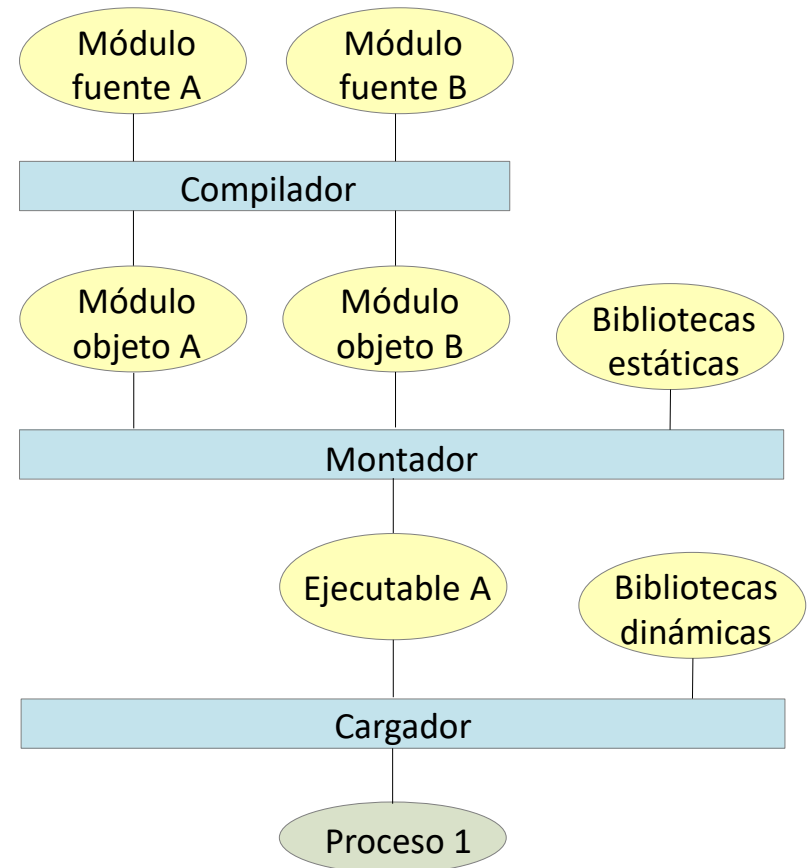 Módulo
fuente A
Módulo
fuente B
Compilador
Módulo
objeto A
Módulo
objeto B
Bibliotecas
estáticas
Montador
Ejecutable A
Bibliotecas
dinámicas
Cargador
Proceso 1